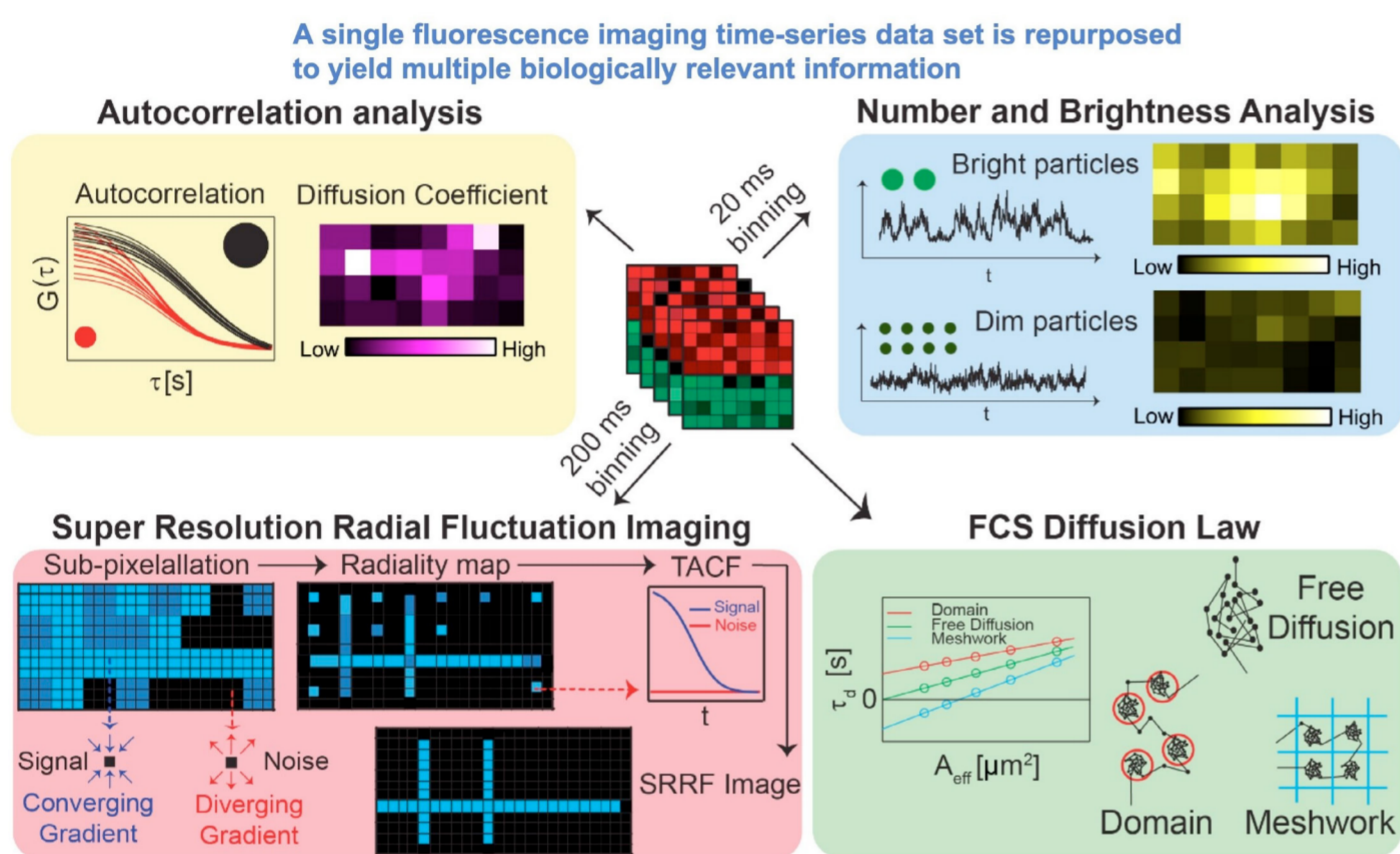 A single fluorescence imaging time-series data set is repurposed
to yield multiple biologically relevant information
Autocorrelation analysis
Autocorrelation
G(τ)
τ[s]
Diffusion Coefficient
Low
High
20 ms
binning
200 ms
binning
Number and Brightness Analysis
Bright particles
t
Low
High
Dim particles
t
Low
High
Super Resolution Radial Fluctuation Imaging
Sub-pixelallation
Radiality map
TACF
Signal
Noise
t
Signal
Noise
Converging
Gradient
Diverging
Gradient
SRRF Image
FCS Diffusion Law
Domain
Free Diffusion
Meshwork
τd [s]
0
Aeff [µm²]
Free
Diffusion
Domain
Meshwork